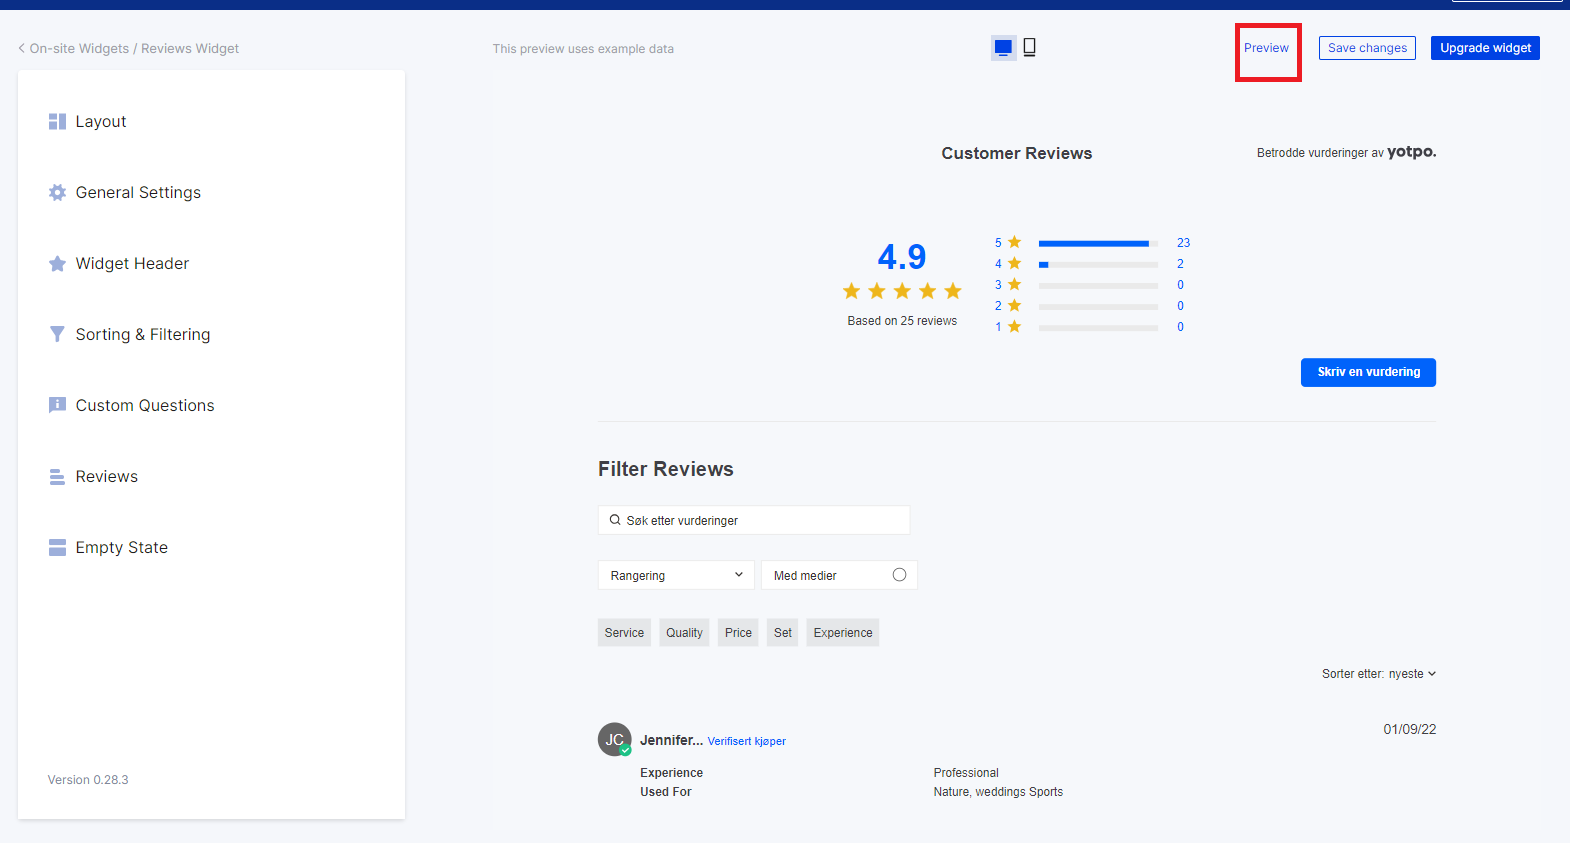 On-site Widgets / Reviews Widget
This preview uses example data
Preview
Save changes
Upgrade widget
Layout
General Settings
Widget Header
Sorting & Filtering
Custom Questions
Reviews
Empty State
Version 0.28.3
Customer Reviews
Betrodde vurderinger av yotpo.
4.9
Based on 25 reviews
5 23
4 2
3 0
2 0
1 0
Skriv en vurdering
Filter Reviews
Søk etter vurderinger
Rangering
Med medier
Service Quality Price Set Experience
Sorter etter: nyeste
JC
Jennifer... Verifisert kjøper
01/09/22
Experience Professional
Used For Nature, weddings Sports